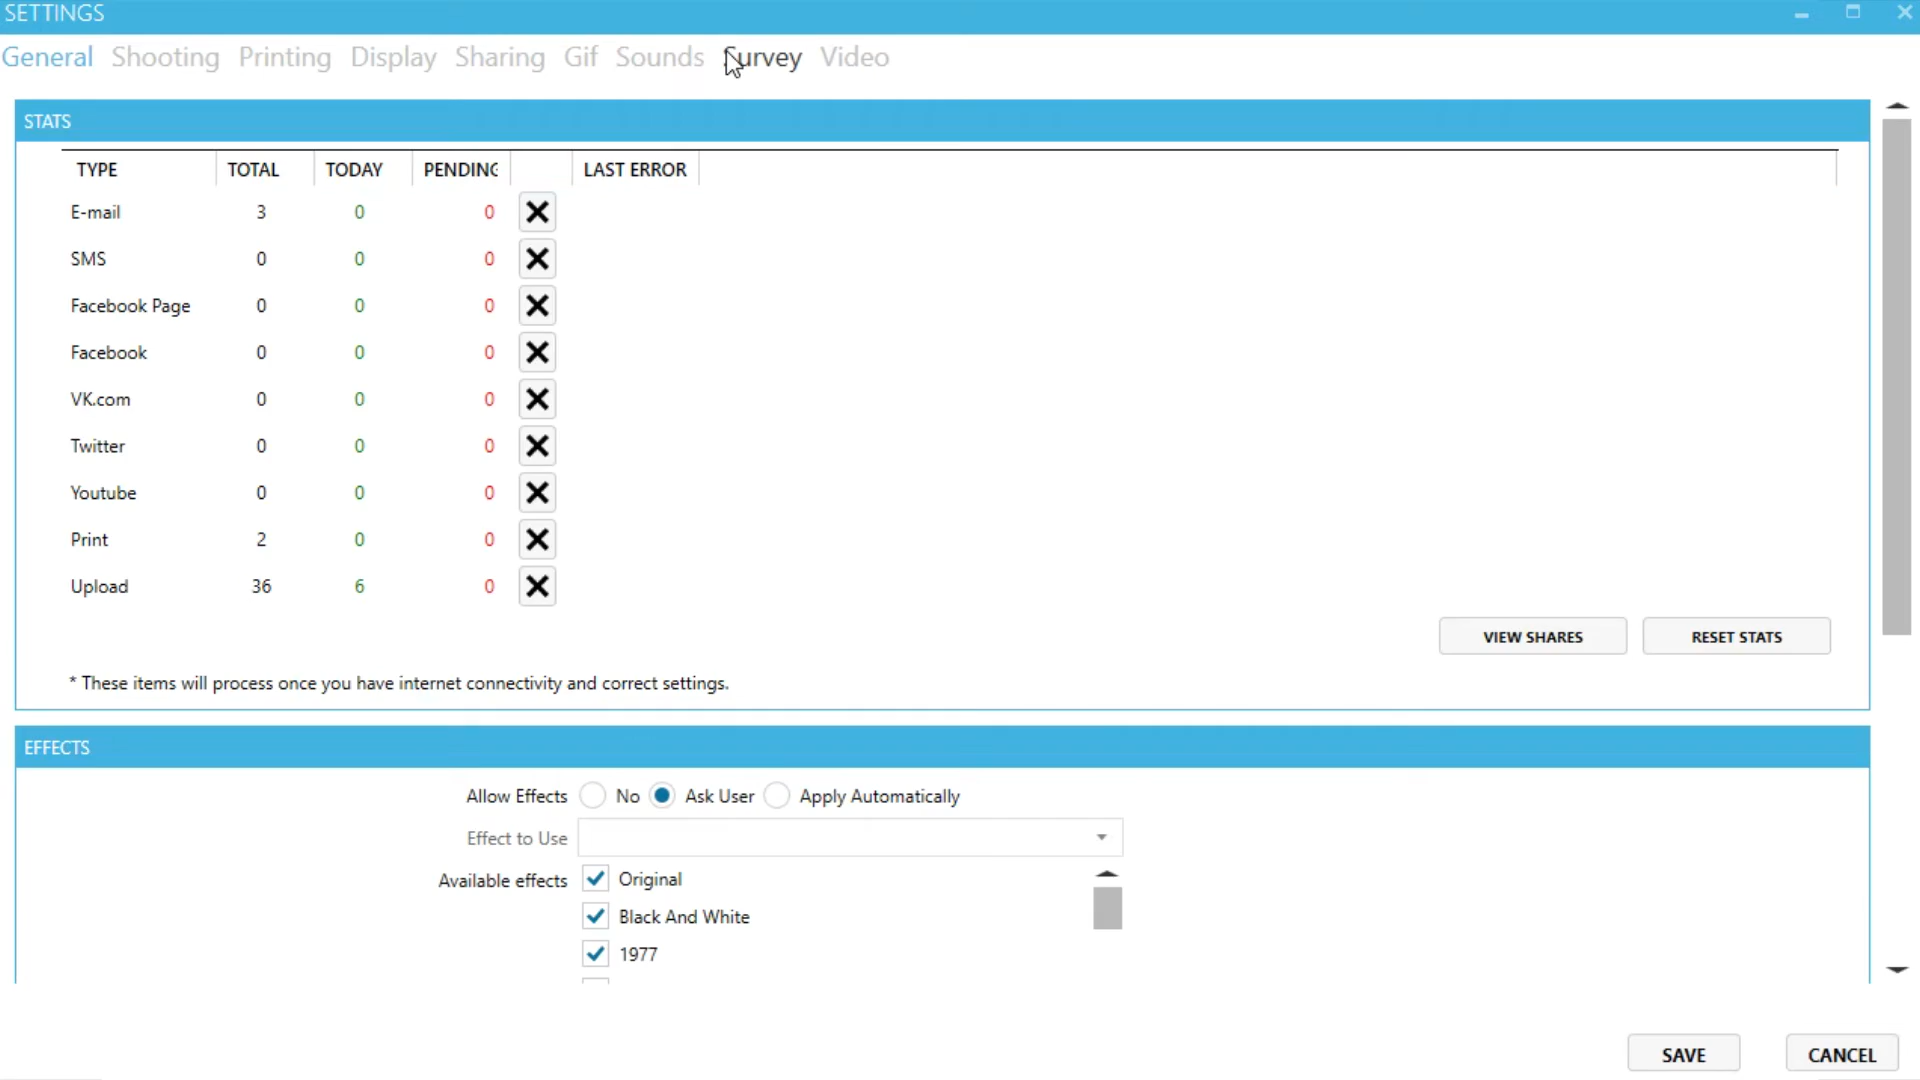 SETTINGS
General Shooting Printing Display Sharing Gif Sounds Survey Video
STATS
TYPE TOTAL TODAY PENDING LAST ERROR
E-mail 3 0 0
SMS 0 0 0
Facebook Page 0 0 0
Facebook 0 0 0
VK.com 0 0 0
Twitter 0 0 0
Youtube 0 0 0
Print 2 0 0
Upload 36 6 0
VIEW SHARES RESET STATS
* These items will process once you have internet connectivity and correct settings.
EFFECTS
Allow Effects No Ask User Apply Automatically
Effect to Use
Available effects Original
Black And White
1977
SAVE CANCEL